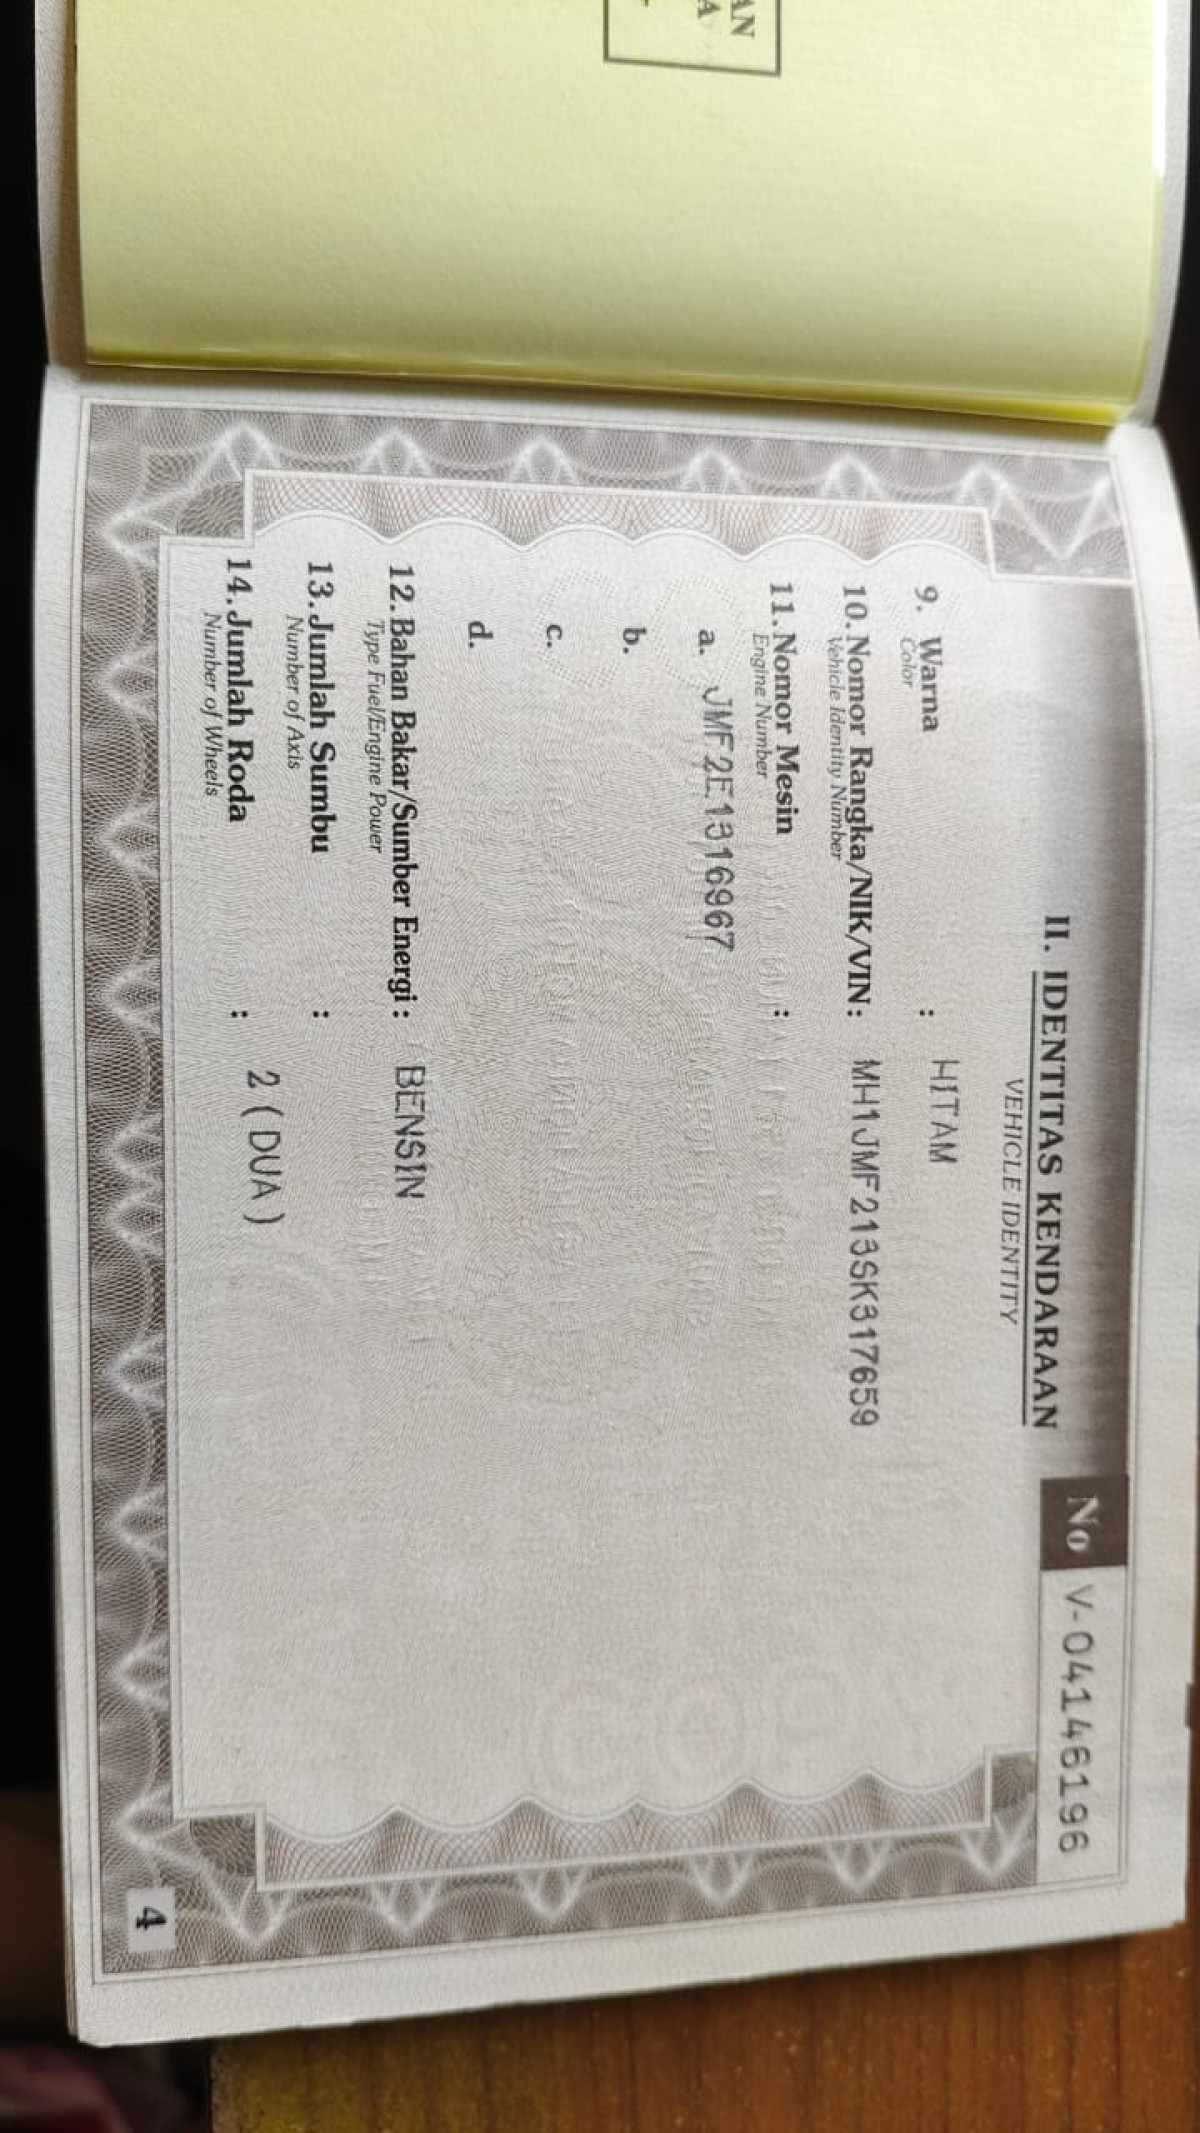 AN
A
II. IDENTITAS KENDARAAN
VEHICLE IDENTITY
No V-04146196
9. Warna : HITAM
Color
10. Nomor Rangka/NIK/VIN : MH1JMF213SK317659
Vehicle Identity Number
11. Nomor Mesin :
Engine Number
a. JMF2E1316967
b.
c.
d.
12. Bahan Bakar/Sumber Energi : BENSIN
Type Fuel/Engine Power
13. Jumlah Sumbu :
Number of Axis
14. Jumlah Roda : 2 (DUA)
Number of Wheels
4